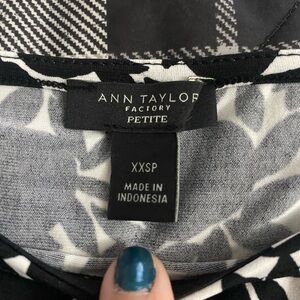 ANN TAYLOR
FACTORY
PETITE
XXSP
MADE IN
INDONESIA